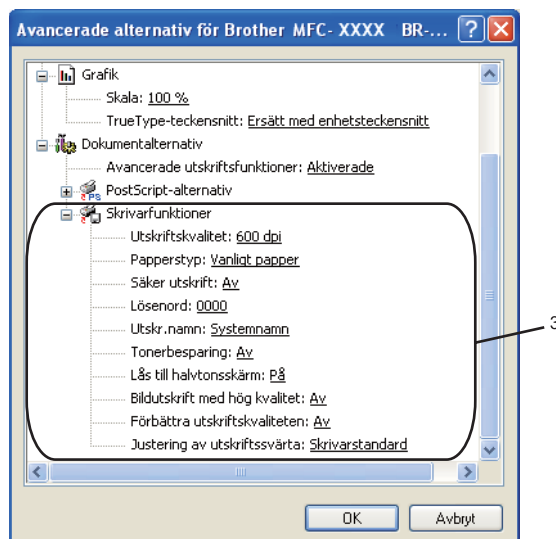 Avancerade alternativ för Brother MFC- XXXX BR-...
Grafik
Skala: 100 %
TrueType-teckensnitt: Ersätt med enhetsteckensnitt
Dokumentalternativ
Avancerade utskriftsfunktioner: Aktiverade
PS PostScript-alternativ
Skrivarfunktioner
Utskriftskvalitet: 600 dpi
Papperstyp: Vanligt papper
Säker utskrift: Av
Lösenord: 0000
Utskr.namn: Systemnamn
3
Tonerbesparing: Av
Lås till halvtonsskärm: På
Bildutskrift med hög kvalitet: Av
Förbättra utskriftskvaliteten: Av
Justering av utskriftssvärta: Skrivarstandard
OK Avbryt